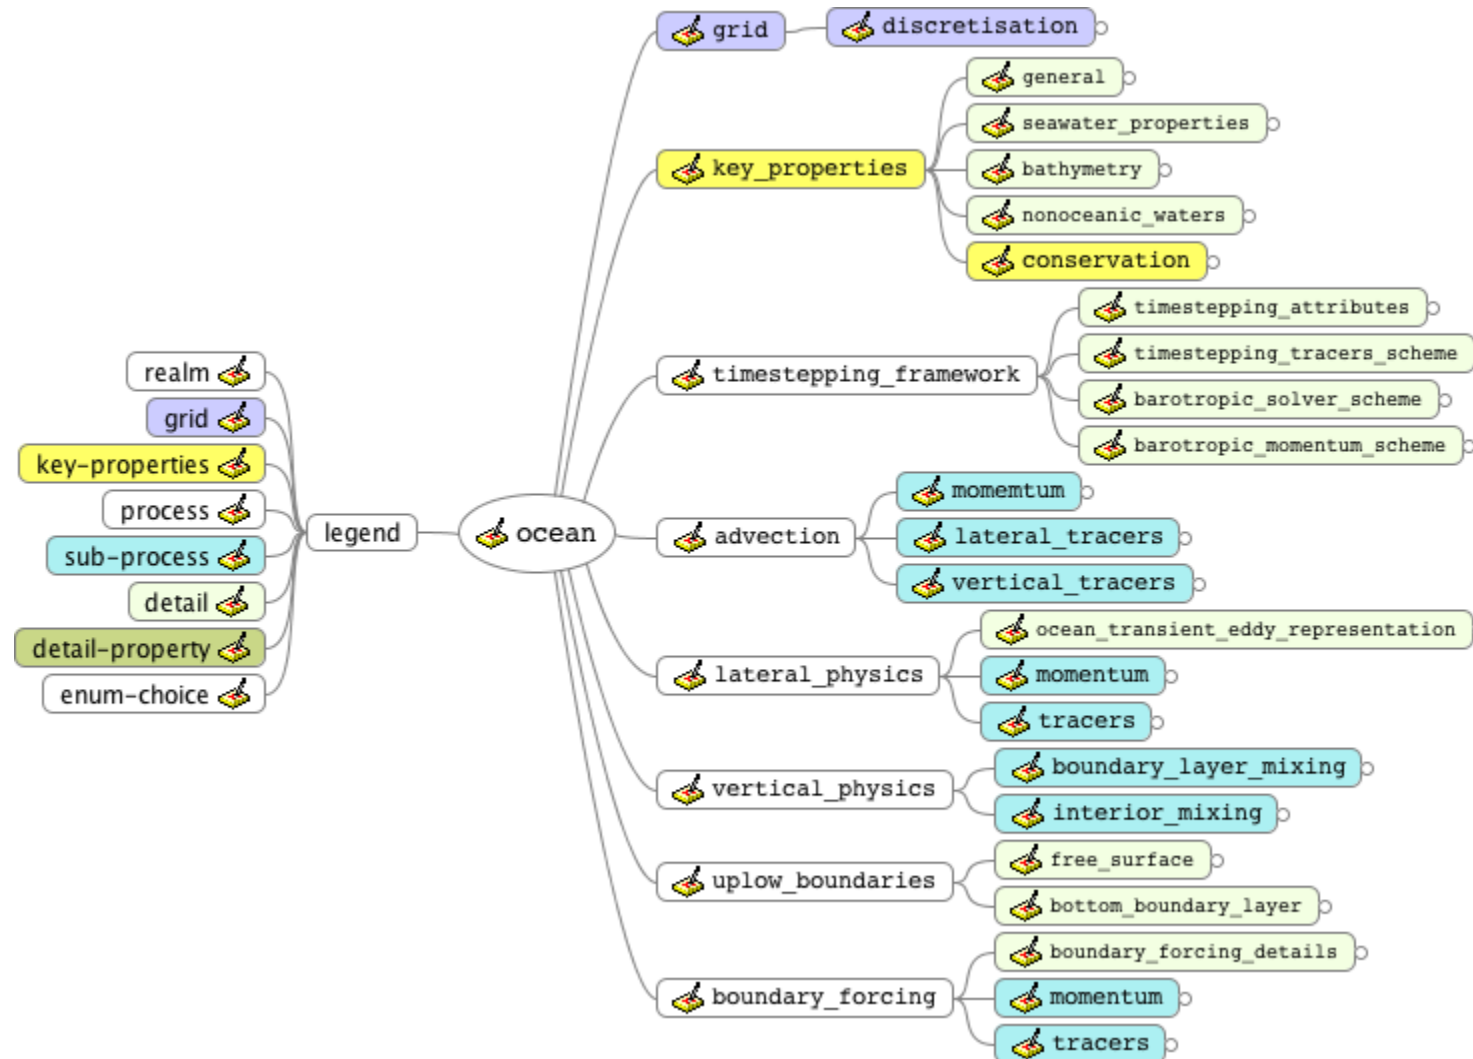 grid
discretisation
key_properties
general
seawater_properties
bathymetry
nonoceanic_waters
conservation
timestepping_framework
timestepping_attributes
timestepping_tracers_scheme
barotropic_solver_scheme
barotropic_momentum_scheme
realm
grid
key-properties
process
sub-process
detail
detail-property
enum-choice
legend
ocean
advection
momemtum
lateral_tracers
vertical_tracers
lateral_physics
ocean_transient_eddy_representation
momentum
tracers
vertical_physics
boundary_layer_mixing
interior_mixing
uplow_boundaries
free_surface
bottom_boundary_layer
boundary_forcing
boundary_forcing_details
momentum
tracers